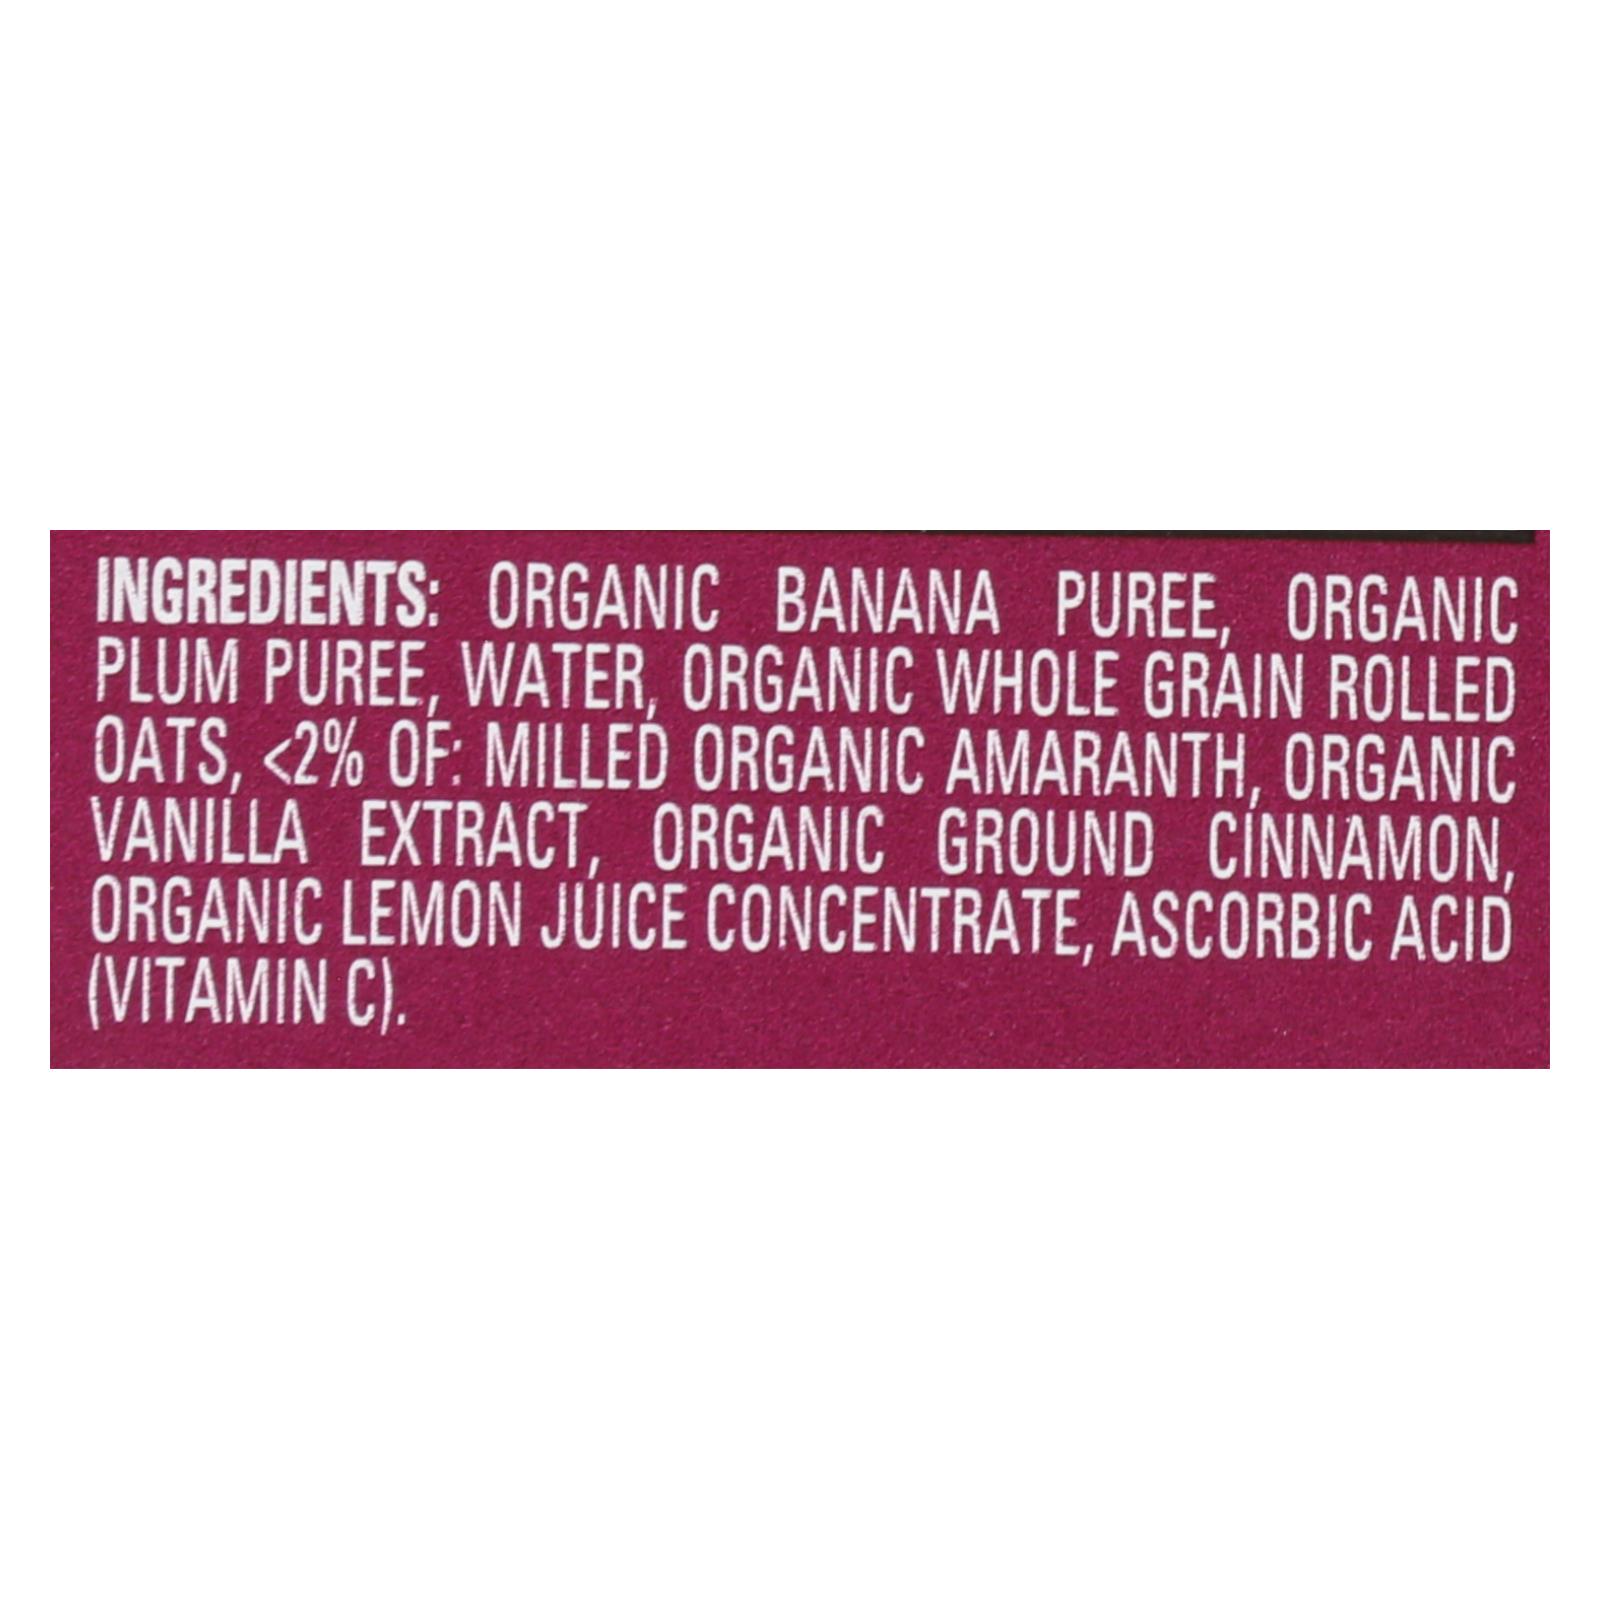 INGREDIENTS: ORGANIC BANANA PUREE, ORGANIC
PLUM PUREE, WATER, ORGANIC WHOLE GRAIN ROLLED
OATS, <2% OF: MILLED ORGANIC AMARANTH, ORGANIC
VANILLA EXTRACT, ORGANIC GROUND CINNAMON,
ORGANIC LEMON JUICE CONCENTRATE, ASCORBIC ACID
(VITAMIN C).